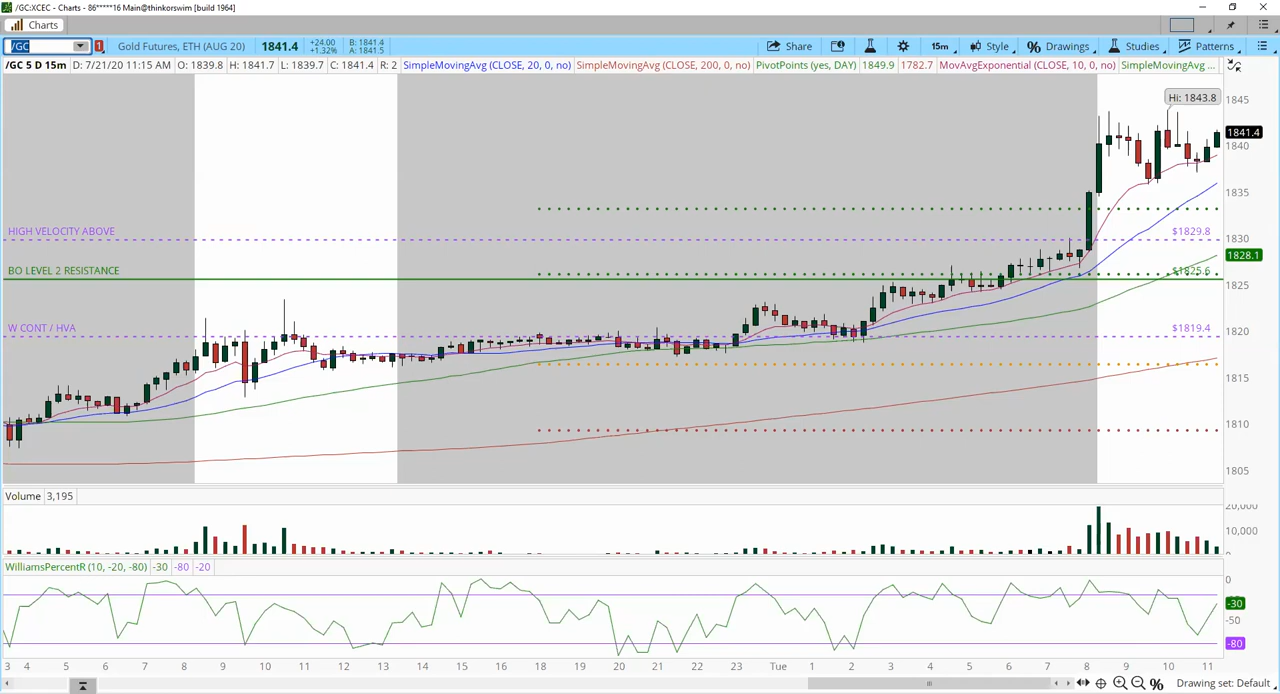 /GC:XCEC - Charts - 86*****16 Main@thinkorswim [build 1964]
Charts
/GC 1 Gold Futures, ETH (AUG 20) 1841.4 +24.00 +1.32% B: 1841.4 A: 1841.5 Share 15m Style Drawings Studies Patterns
/GC 5 D 15m D: 7/21/20 11:15 AM O: 1839.8 H: 1841.7 L: 1839.7 C: 1841.4 R: 2 SimpleMovingAvg (CLOSE, 20, 0, no) SimpleMovingAvg (CLOSE, 200, 0, no) PivotPoints (yes, DAY) 1849.9 1782.7 MovAvgExponential (CLOSE, 10, 0, no) SimpleMovingAvg ...
Hi: 1843.8
1845
1841.4
1840
1835
HIGH VELOCITY ABOVE $1829.8
1830
1828.1
BO LEVEL 2 RESISTANCE $1825.6
1825
W CONT / HVA $1819.4
1820
1815
1810
1805
Volume 3,195
20,000
10,000
WilliamsPercentR (10, -20, -80) -30 -80 -20
0
-30
-50
-80
3 4 5 6 7 8 9 10 11 12 13 14 15 16 17 18 19 20 21 22 23 Tue 1 2 3 4 5 6 7 8 9 10 11
Drawing set: Default